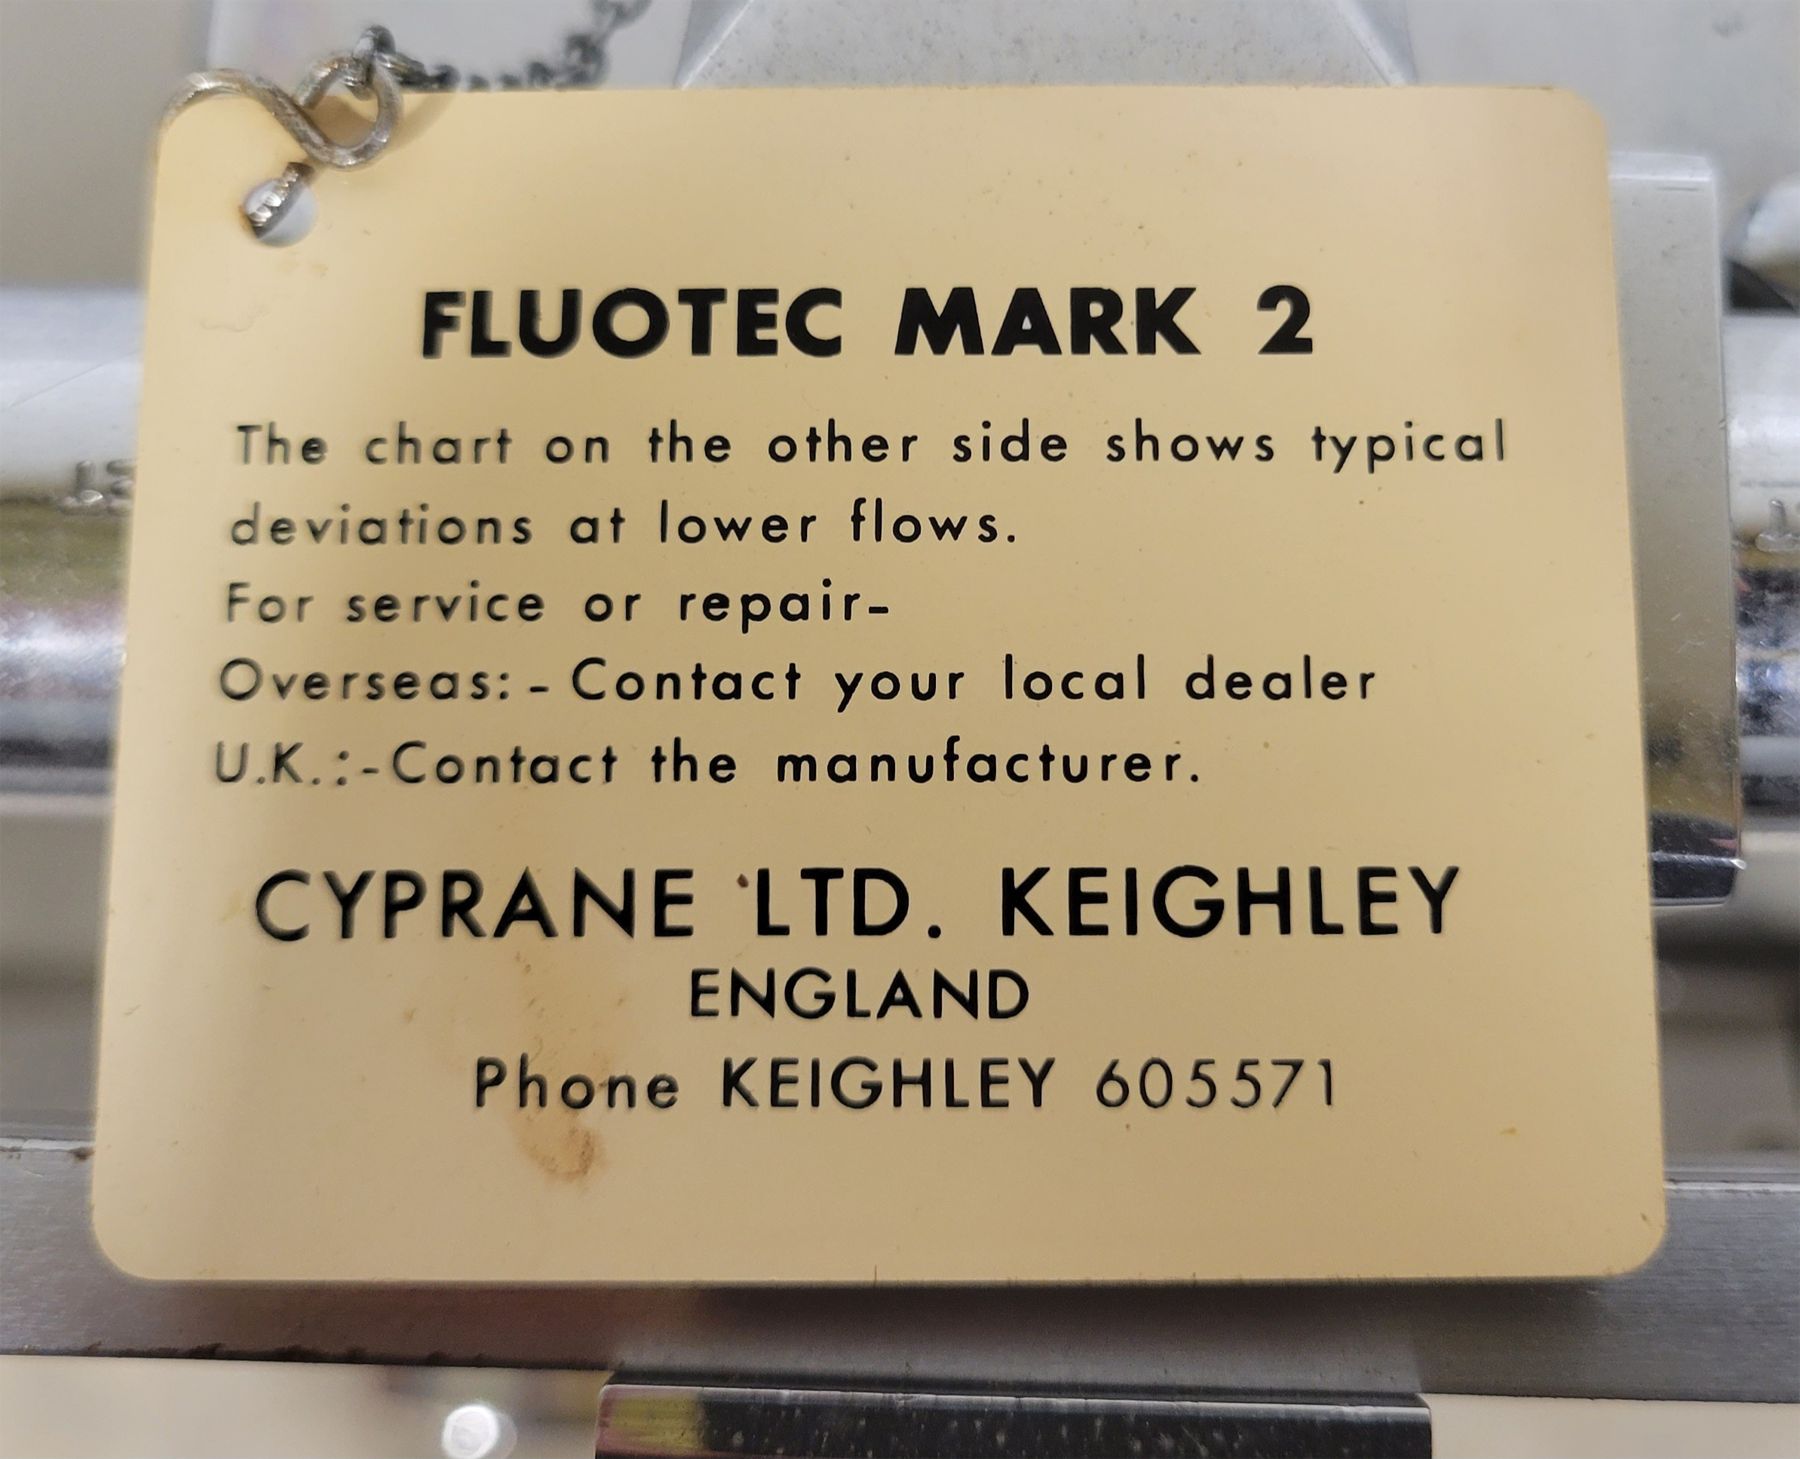 FLUOTEC MARK 2
The chart on the other side shows typical
deviations at lower flows.
For service or repair-
Overseas: - Contact your local dealer
U.K.:-Contact the manufacturer.
CYPRANE LTD. KEIGHLEY
ENGLAND
Phone KEIGHLEY 605571